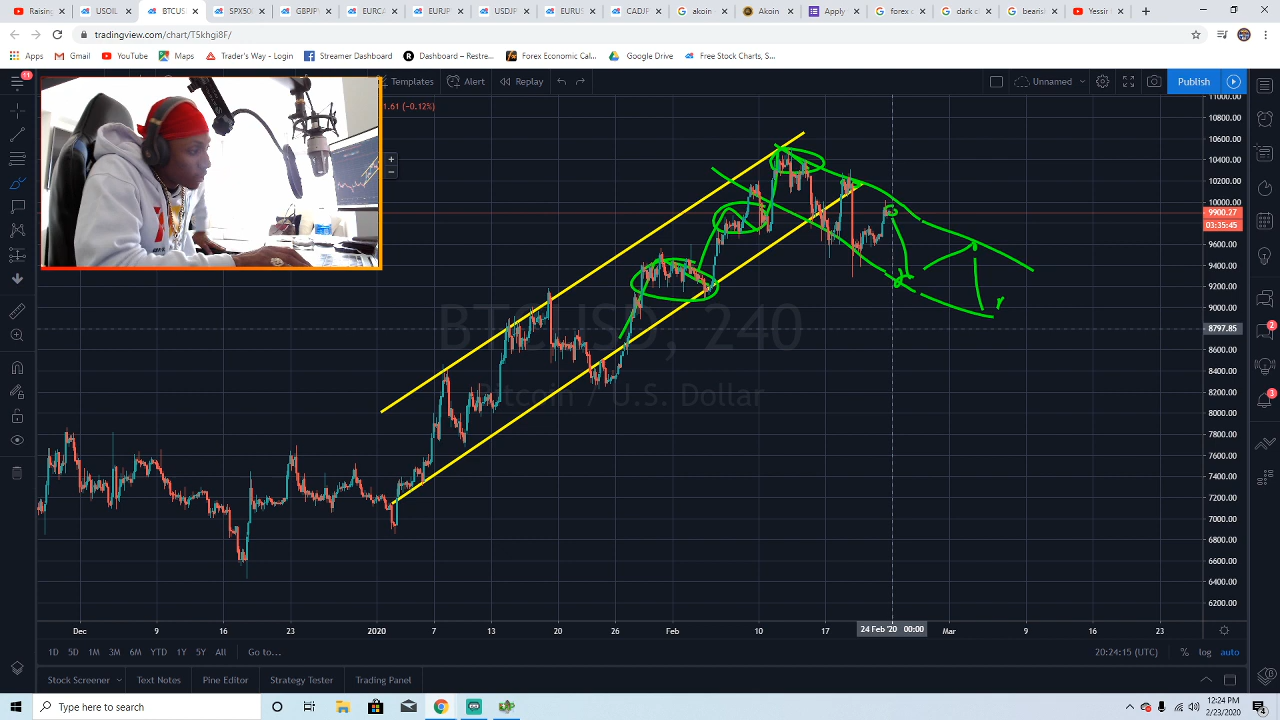 Raising BTCUS SPX500 GBPJPY EURCA EURJP USDJP EURUS CADJP akoin Akoin Apply forex c dark c bearis Yessir
tradingview.com/chart/T5khgi8F/
Apps Gmail YouTube Maps Trader's Way - Login Streamer Dashboard Dashboard – Restre... Forex Economic Cal... Google Drive Free Stock Charts, S...
11 Templates Alert Replay Unnamed Publish
1.61 (−0.12%)
11000.00
10800.00
10600.00
10400.00
10200.00
10000.00
9900.27
03:35:45
9600.00
9400.00
9200.00
9000.00
8797.85
8600.00
8400.00
8200.00
8000.00
7800.00
7600.00
7400.00
7200.00
7000.00
6800.00
6600.00
6400.00
6200.00
BTCUSD, 240
Bitcoin / U.S. Dollar
2
3
Dec 9 16 23 2020 7 13 20 26 Feb 10 17 24 Feb '20 00:00 Mar 9 16 23
1D 5D 1M 3M 6M YTD 1Y 5Y All Go to... 20:24:15 (UTC) % log auto
Stock Screener Text Notes Pine Editor Strategy Tester Trading Panel
Type here to search
12:24 PM
2/23/2020